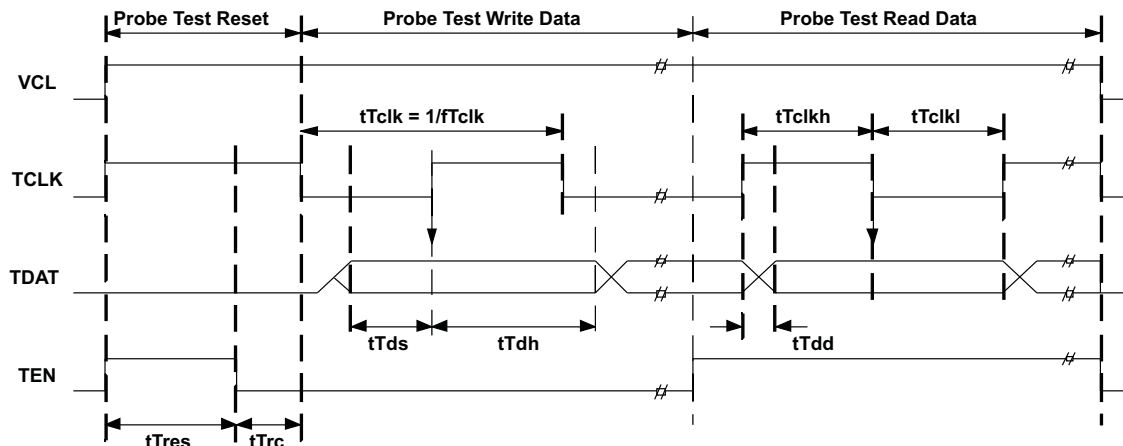 Probe Test Reset Probe Test Write Data Probe Test Read Data
VCL
tTclk = 1/fTclk tTclkh tTclkl
TCLK
TDAT
tTds tTdh tTdd
TEN
tTres tTrc